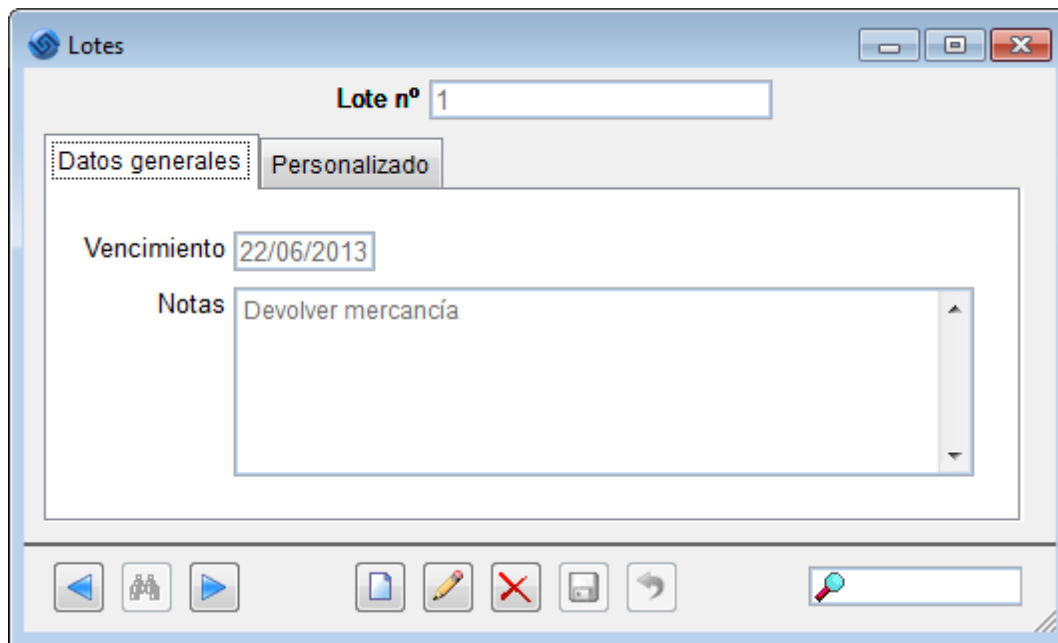 Lotes
Lote nº 1
Datos generales Personalizado
Vencimiento 22/06/2013
Notas Devolver mercancía